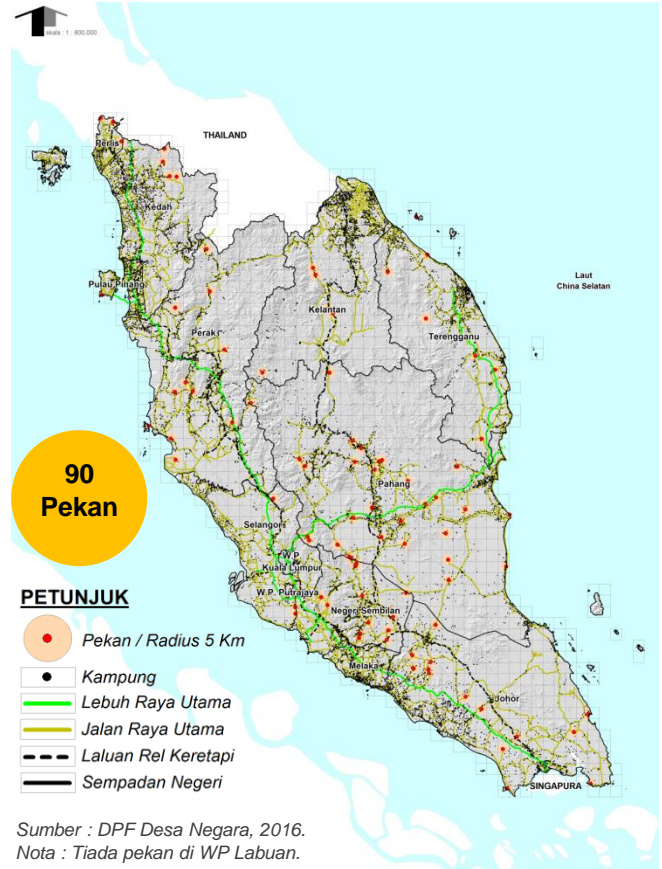 skala : 1 : 800,000
THAILAND
Perlis
Kedah
Pulau Pinang
Perak
Kelantan
Terengganu
Laut
China Selatan
90
Pekan
Pahang
Selangor
W.P
Kuala Lumpur
W.P. Putrajaya
Negeri Sembilan
Melaka
Johor
SINGAPURA
PETUNJUK
Pekan / Radius 5 Km
Kampung
Lebuh Raya Utama
Jalan Raya Utama
Laluan Rel Keretapi
Sempadan Negeri
Sumber : DPF Desa Negara, 2016.
Nota : Tiada pekan di WP Labuan.